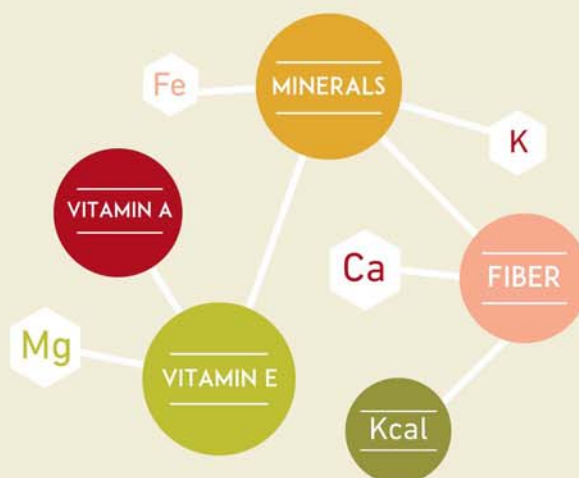 Fe
MINERALS
K
VITAMIN A
Ca
FIBER
Mg
VITAMIN E
Kcal